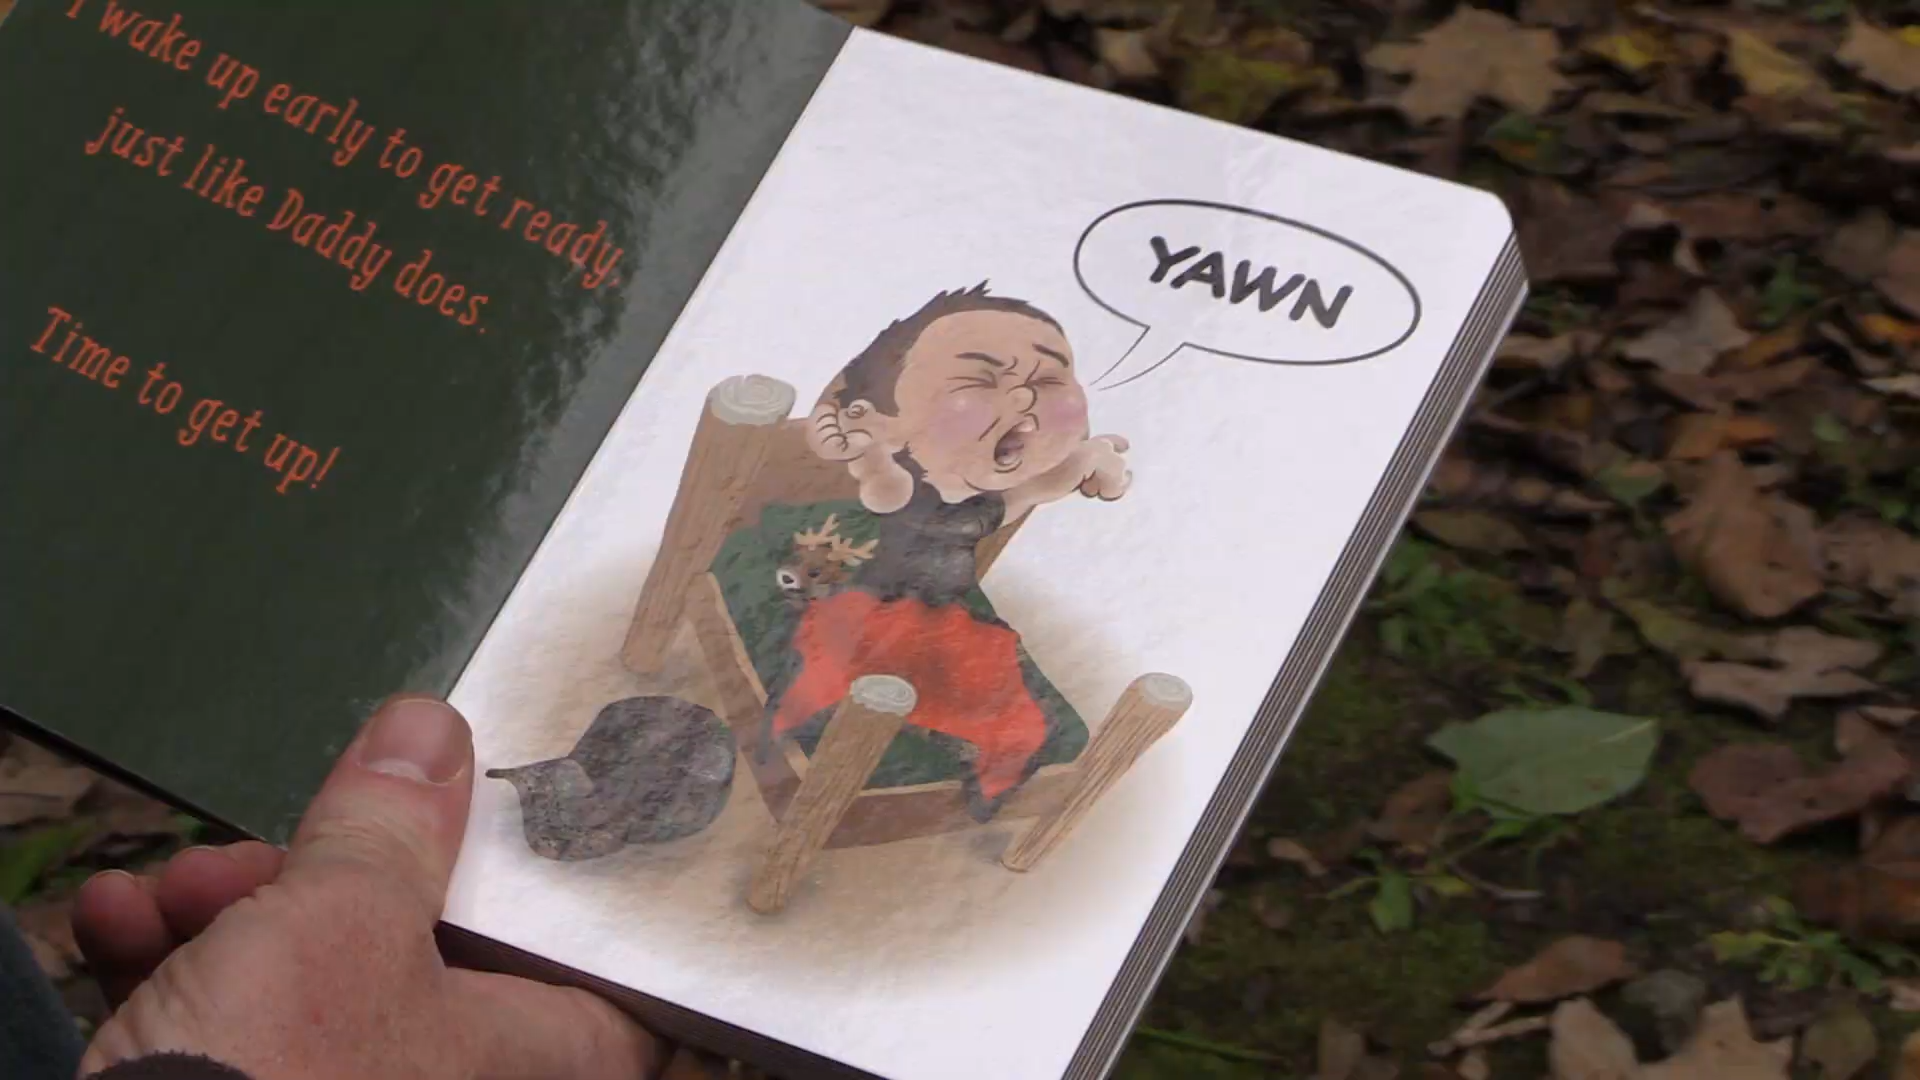 I wake up early to get ready,
just like Daddy does.
Time to get up!
YAWN